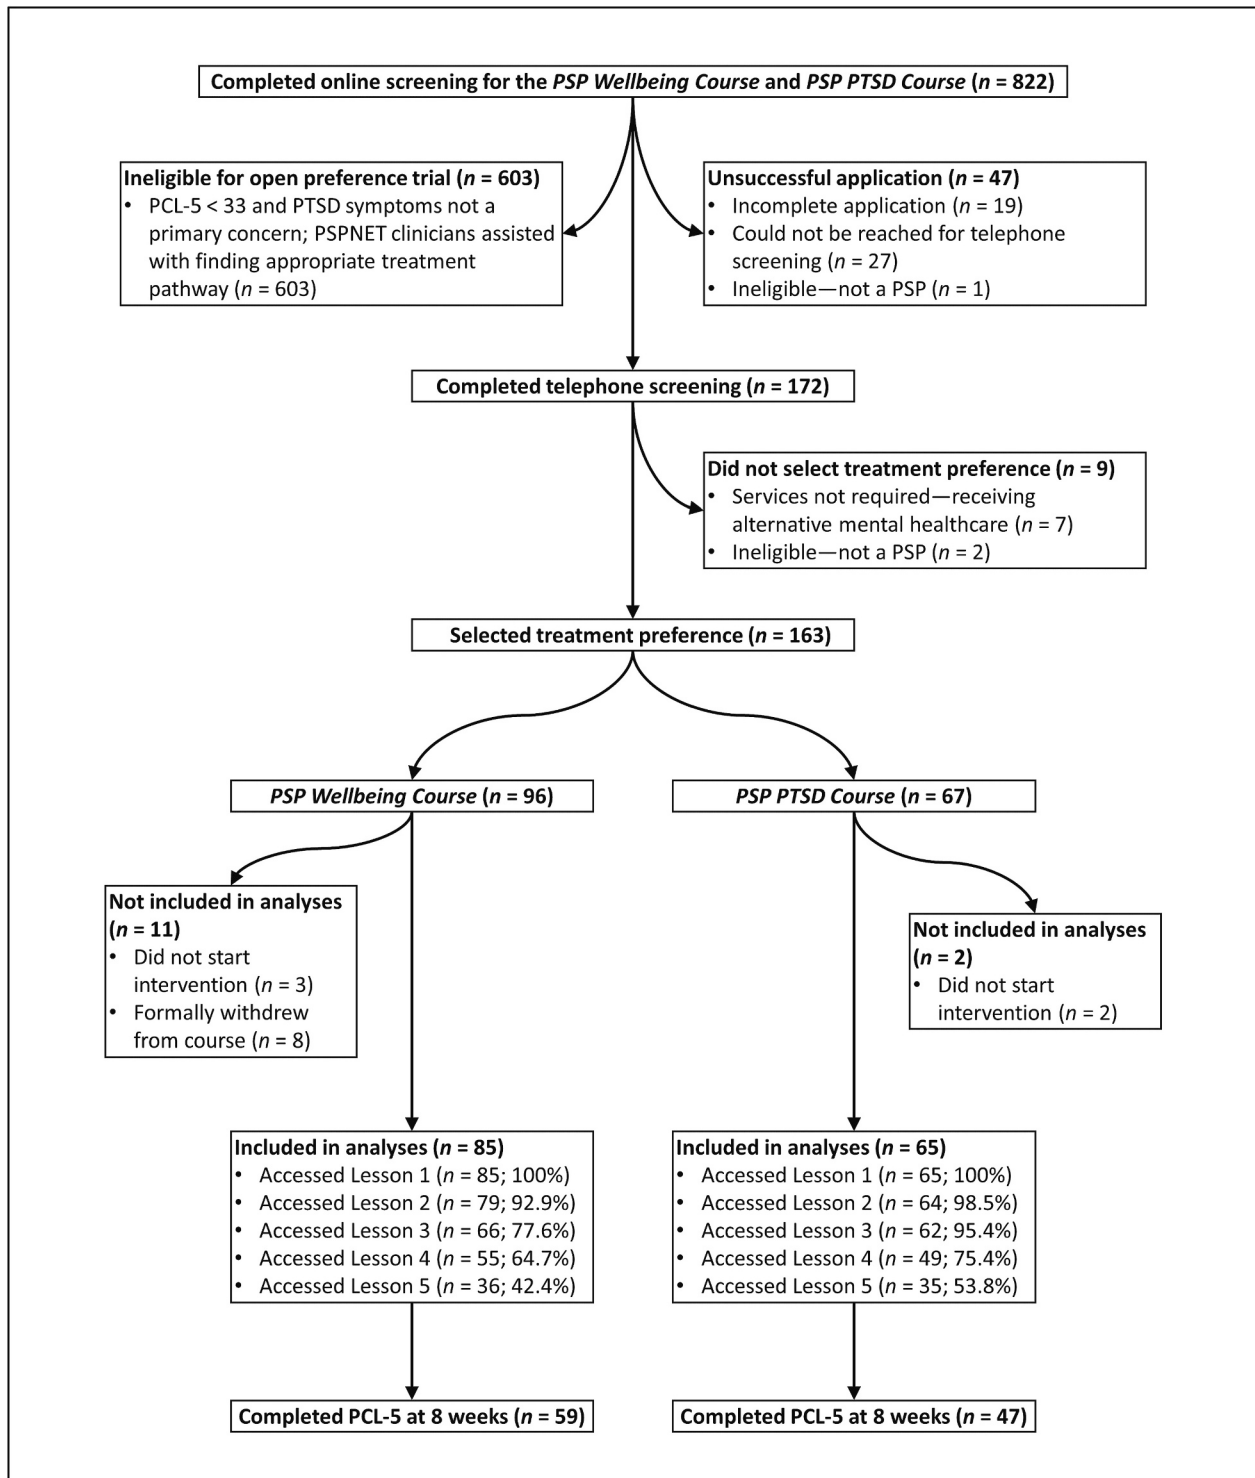 Completed online screening for the PSP Wellbeing Course and PSP PTSD Course (n = 822)
Ineligible for open preference trial (n = 603)
• PCL-5 < 33 and PTSD symptoms not a
primary concern; PSPNET clinicians assisted
with finding appropriate treatment
pathway (n = 603)
Unsuccessful application (n = 47)
• Incomplete application (n = 19)
• Could not be reached for telephone
screening (n = 27)
• Ineligible—not a PSP (n = 1)
Completed telephone screening (n = 172)
Did not select treatment preference (n = 9)
• Services not required—receiving
alternative mental healthcare (n = 7)
• Ineligible—not a PSP (n = 2)
Selected treatment preference (n = 163)
PSP Wellbeing Course (n = 96)
PSP PTSD Course (n = 67)
Not included in analyses
(n = 11)
• Did not start
intervention (n = 3)
• Formally withdrew
from course (n = 8)
Not included in analyses
(n = 2)
• Did not start
intervention (n = 2)
Included in analyses (n = 85)
• Accessed Lesson 1 (n = 85; 100%)
• Accessed Lesson 2 (n = 79; 92.9%)
• Accessed Lesson 3 (n = 66; 77.6%)
• Accessed Lesson 4 (n = 55; 64.7%)
• Accessed Lesson 5 (n = 36; 42.4%)
Included in analyses (n = 65)
• Accessed Lesson 1 (n = 65; 100%)
• Accessed Lesson 2 (n = 64; 98.5%)
• Accessed Lesson 3 (n = 62; 95.4%)
• Accessed Lesson 4 (n = 49; 75.4%)
• Accessed Lesson 5 (n = 35; 53.8%)
Completed PCL-5 at 8 weeks (n = 59)
Completed PCL-5 at 8 weeks (n = 47)